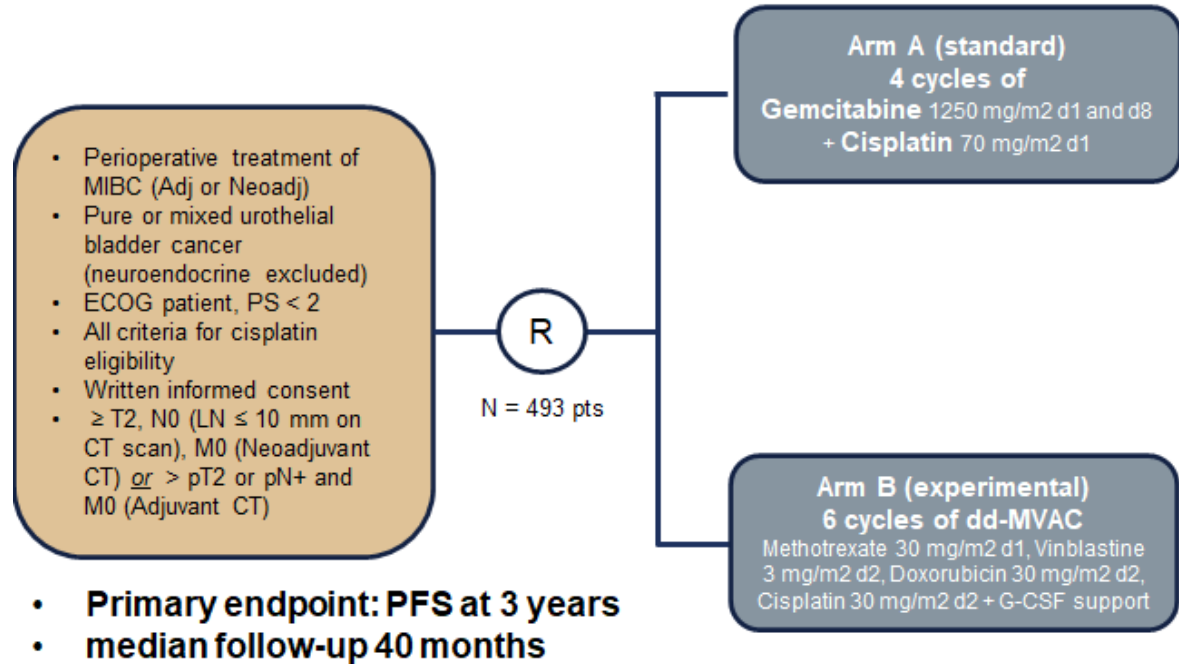 • Perioperative treatment of
MIBC (Adj or Neoadj)
• Pure or mixed urothelial
bladder cancer
(neuroendocrine excluded)
• ECOG patient, PS < 2
• All criteria for cisplatin
eligibility
• Written informed consent
• ≥ T2, N0 (LN ≤ 10 mm on
CT scan), M0 (Neoadjuvant
CT) or > pT2 or pN+ and
M0 (Adjuvant CT)
R
N = 493 pts
Arm A (standard)
4 cycles of
Gemcitabine 1250 mg/m2 d1 and d8
+ Cisplatin 70 mg/m2 d1
Arm B (experimental)
6 cycles of dd-MVAC
Methotrexate 30 mg/m2 d1, Vinblastine
3 mg/m2 d2, Doxorubicin 30 mg/m2 d2,
Cisplatin 30 mg/m2 d2 + G-CSF support
• Primary endpoint: PFS at 3 years
• median follow-up 40 months